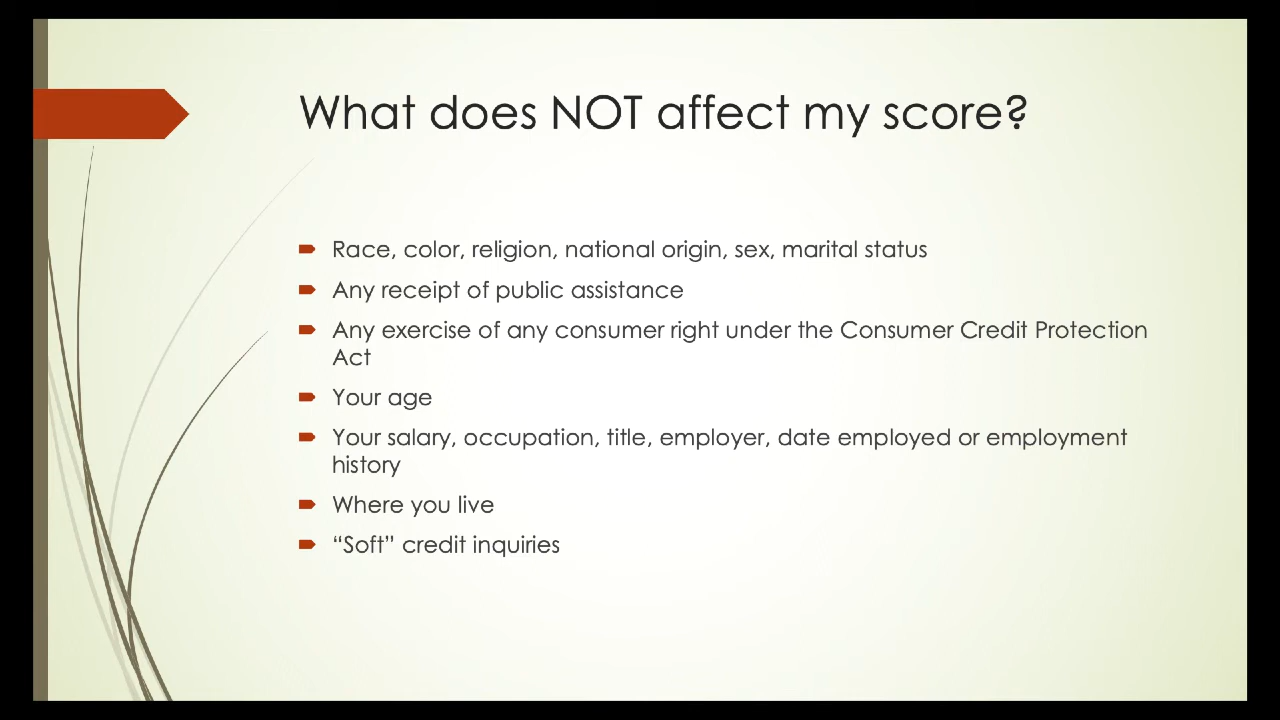 What does NOT affect my score?
Race, color, religion, national origin, sex, marital status
Any receipt of public assistance
Any exercise of any consumer right under the Consumer Credit Protection
Act
Your age
Your salary, occupation, title, employer, date employed or employment
history
Where you live
“Soft” credit inquiries